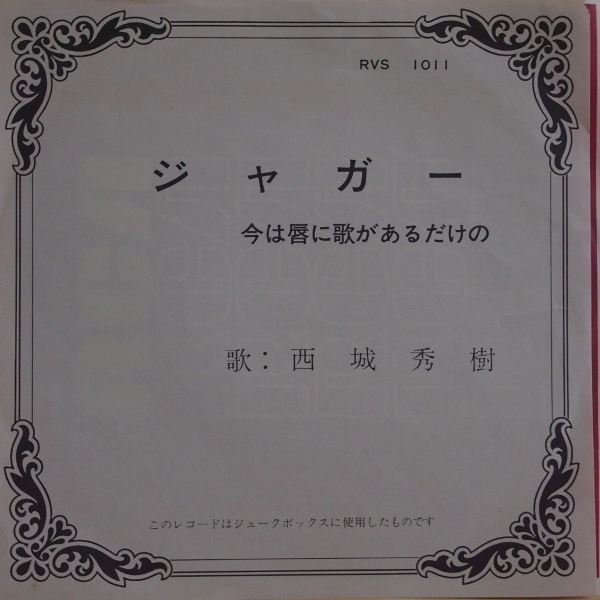 RVS 1011
ジャガー
今は唇に歌があるだけの
歌：西城秀樹
このレコードはジュークボックスに使用したものです